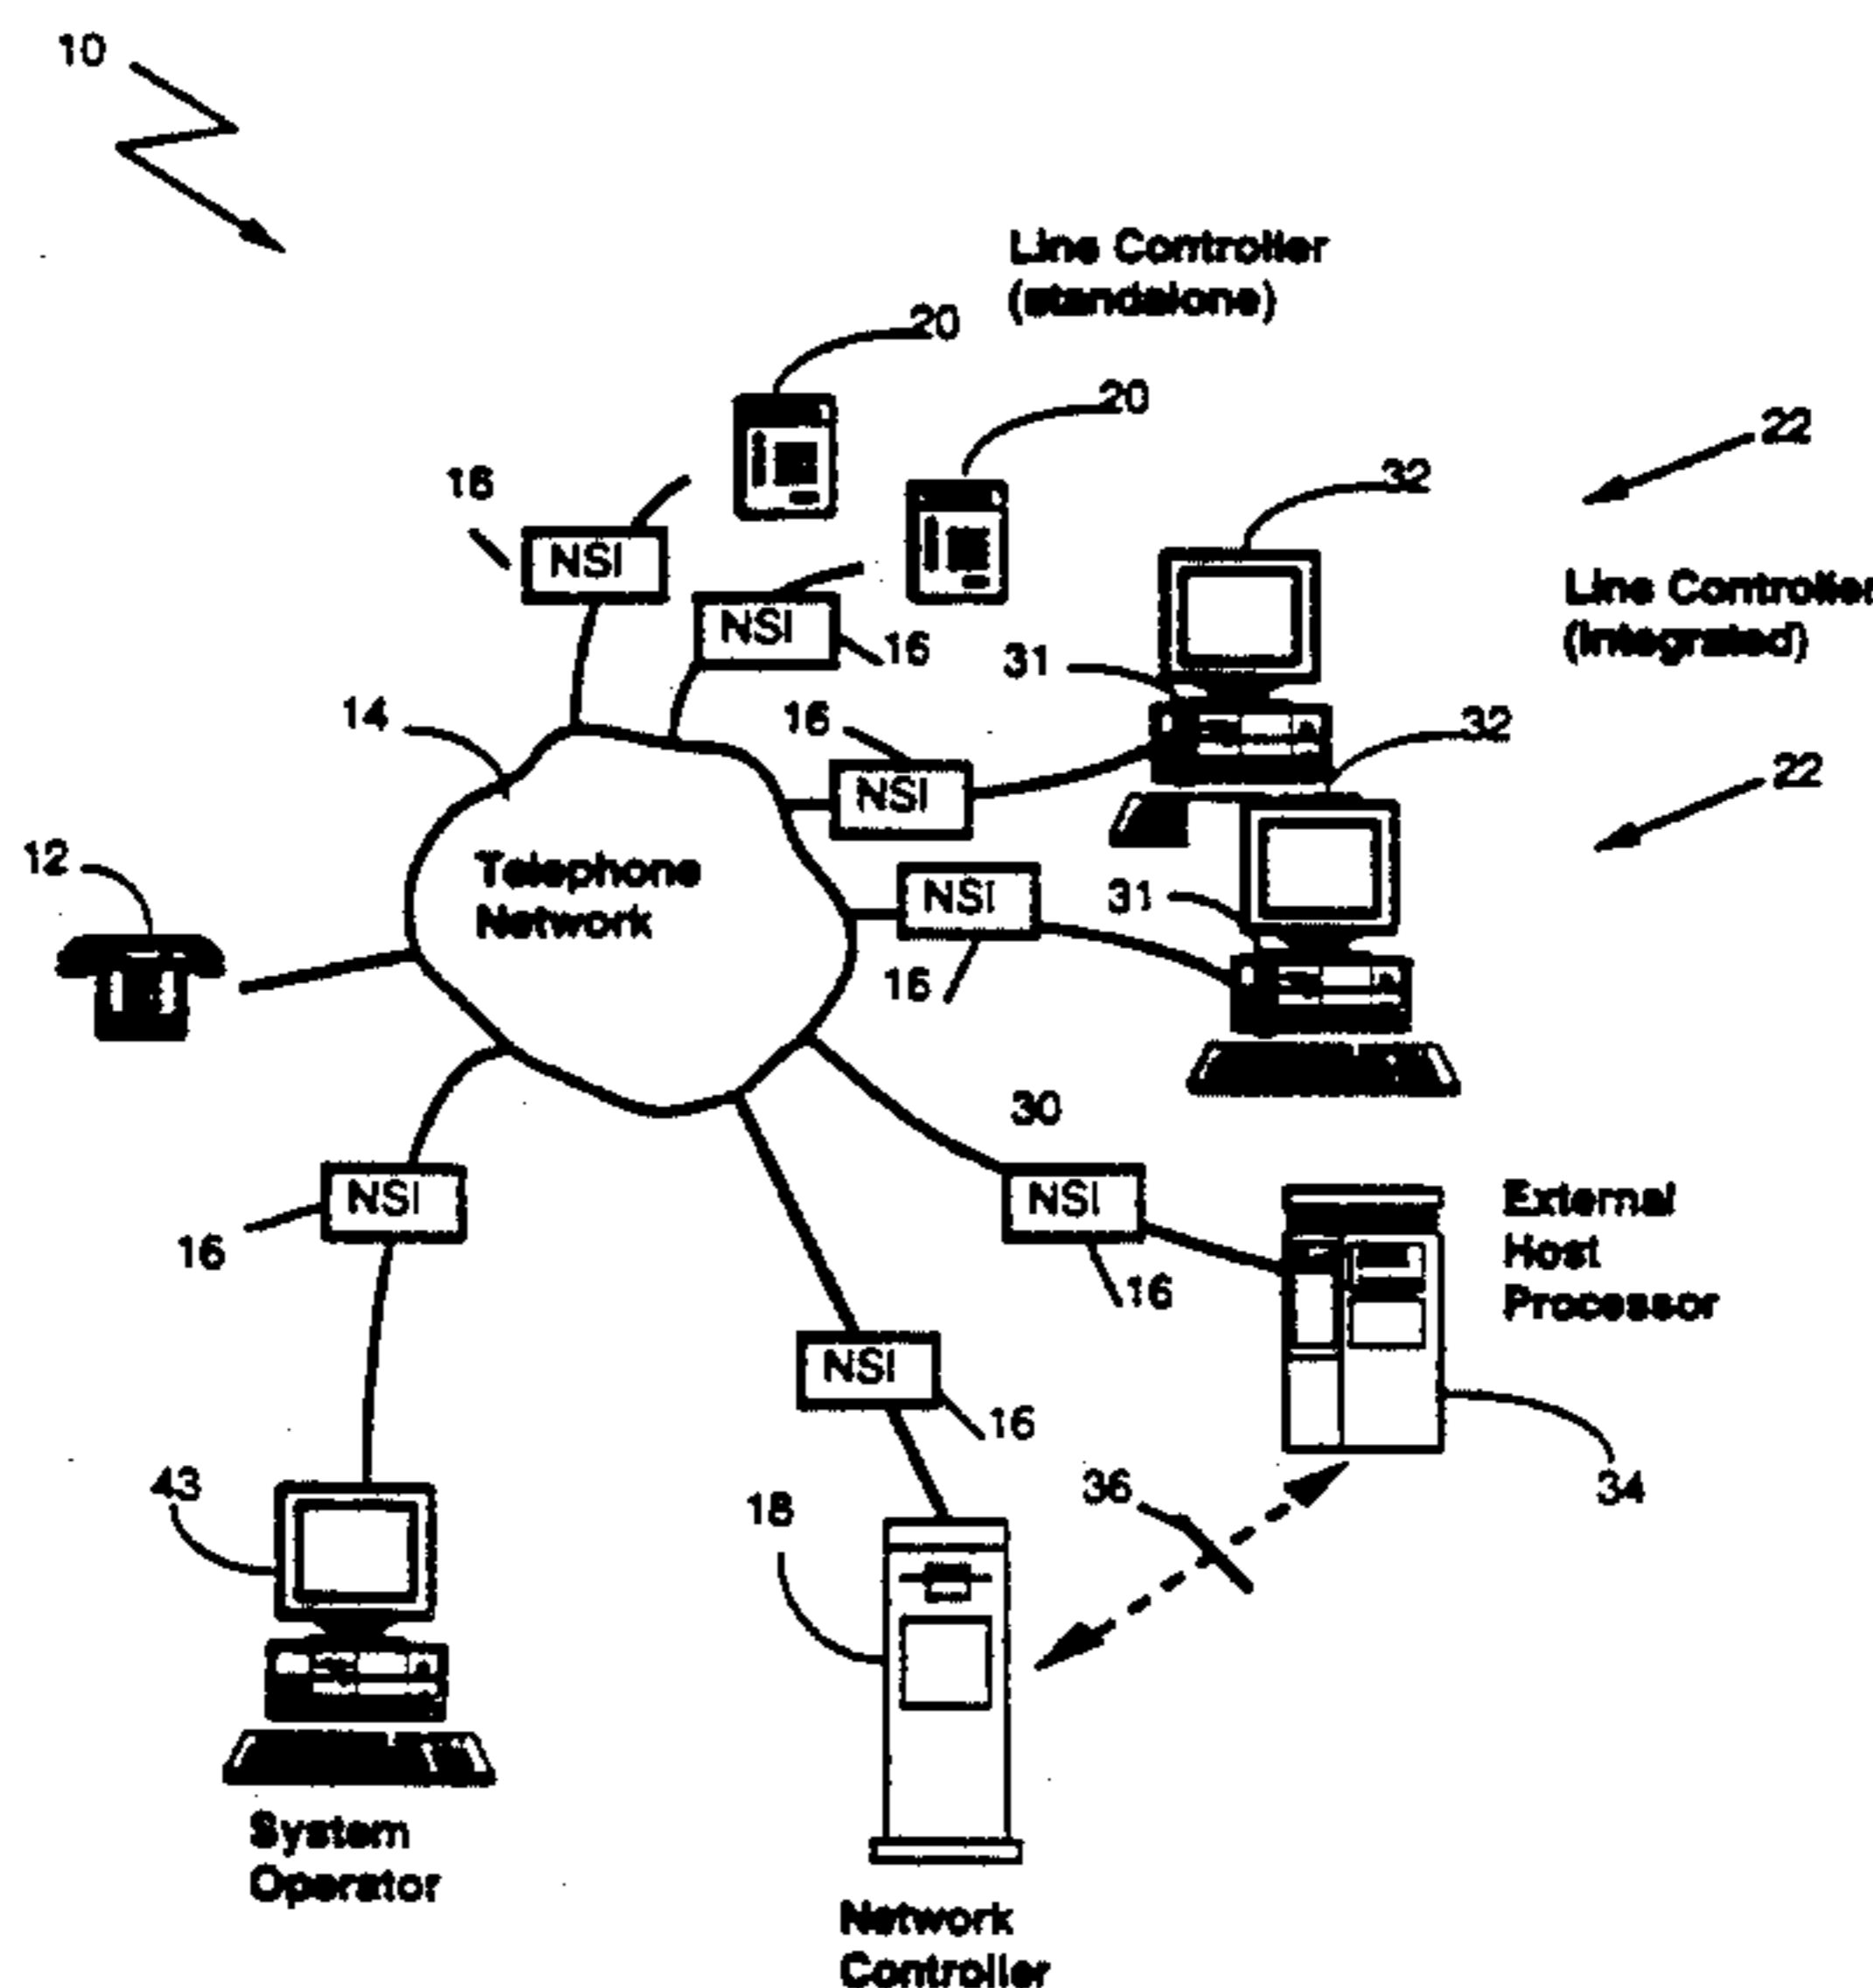 10
Line Controller
(standalone)
20
20
22
32
16
NSI
Line Controller
(integrated)
NSI
16
31
14
16
32
NSI
22
12
Telephone
Network
NSI
31
16
30
NSI
16
NSI
16
External
Host
Processor
NSI
16
43
18
36
34
System
Operator
Network
Controller